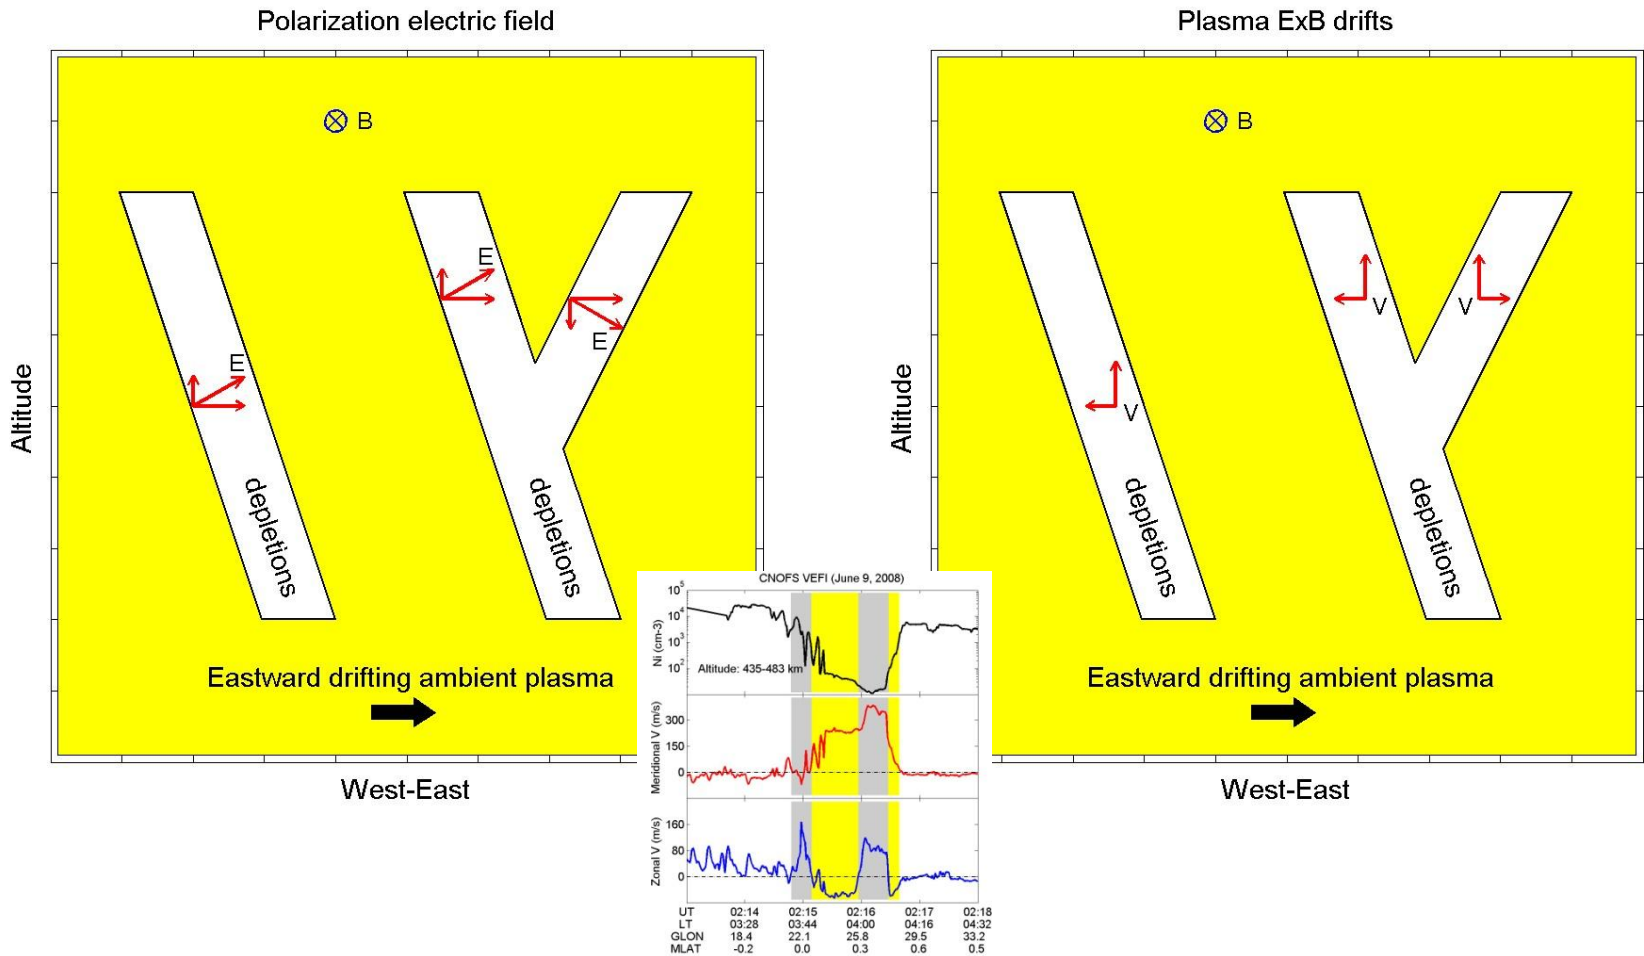 Polarization electric field
Plasma ExB drifts
B
B
E
E
E
E
V
V
V
Altitude
Altitude
depletions
depletions
depletions
depletions
Eastward drifting ambient plasma
Eastward drifting ambient plasma
West-East
West-East
CNOFS VEFI (June 9, 2008)
Ni (cm-3)
10^5
10^4
10^3
10^2
Altitude: 435-483 km
Meridional V (m/s)
300
150
0
Zonal V (m/s)
160
80
0
UT 02:14 02:15 02:16 02:17 02:18
LT 03:28 03:44 04:00 04:16 04:32
GLON 18.4 22.1 25.8 29.5 33.2
MLAT -0.2 0.0 0.3 0.6 0.5